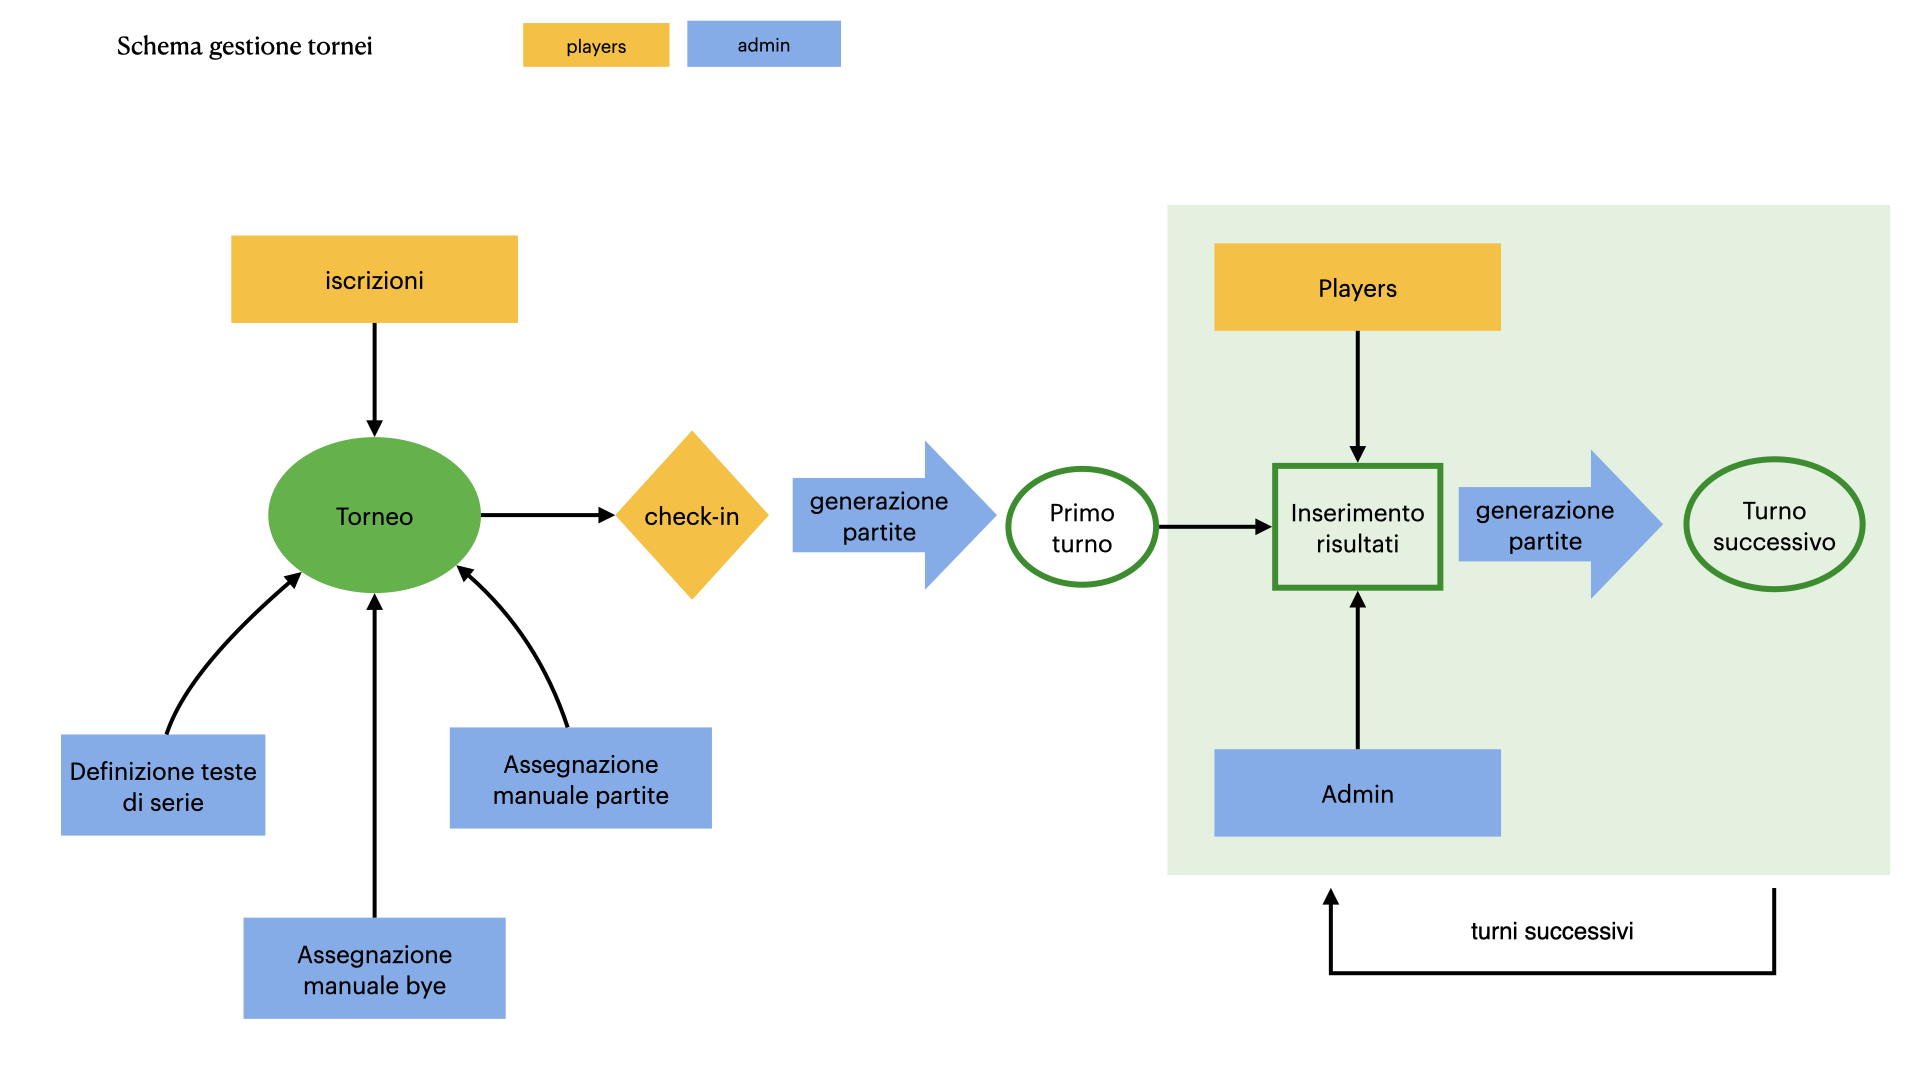 Schema gestione tornei
players
admin
iscrizioni
Torneo
check-in
generazione
partite
Primo
turno
Players
Inserimento
risultati
generazione
partite
Turno
successivo
Admin
Definizione teste
di serie
Assegnazione
manuale partite
Assegnazione
manuale bye
turni successivi